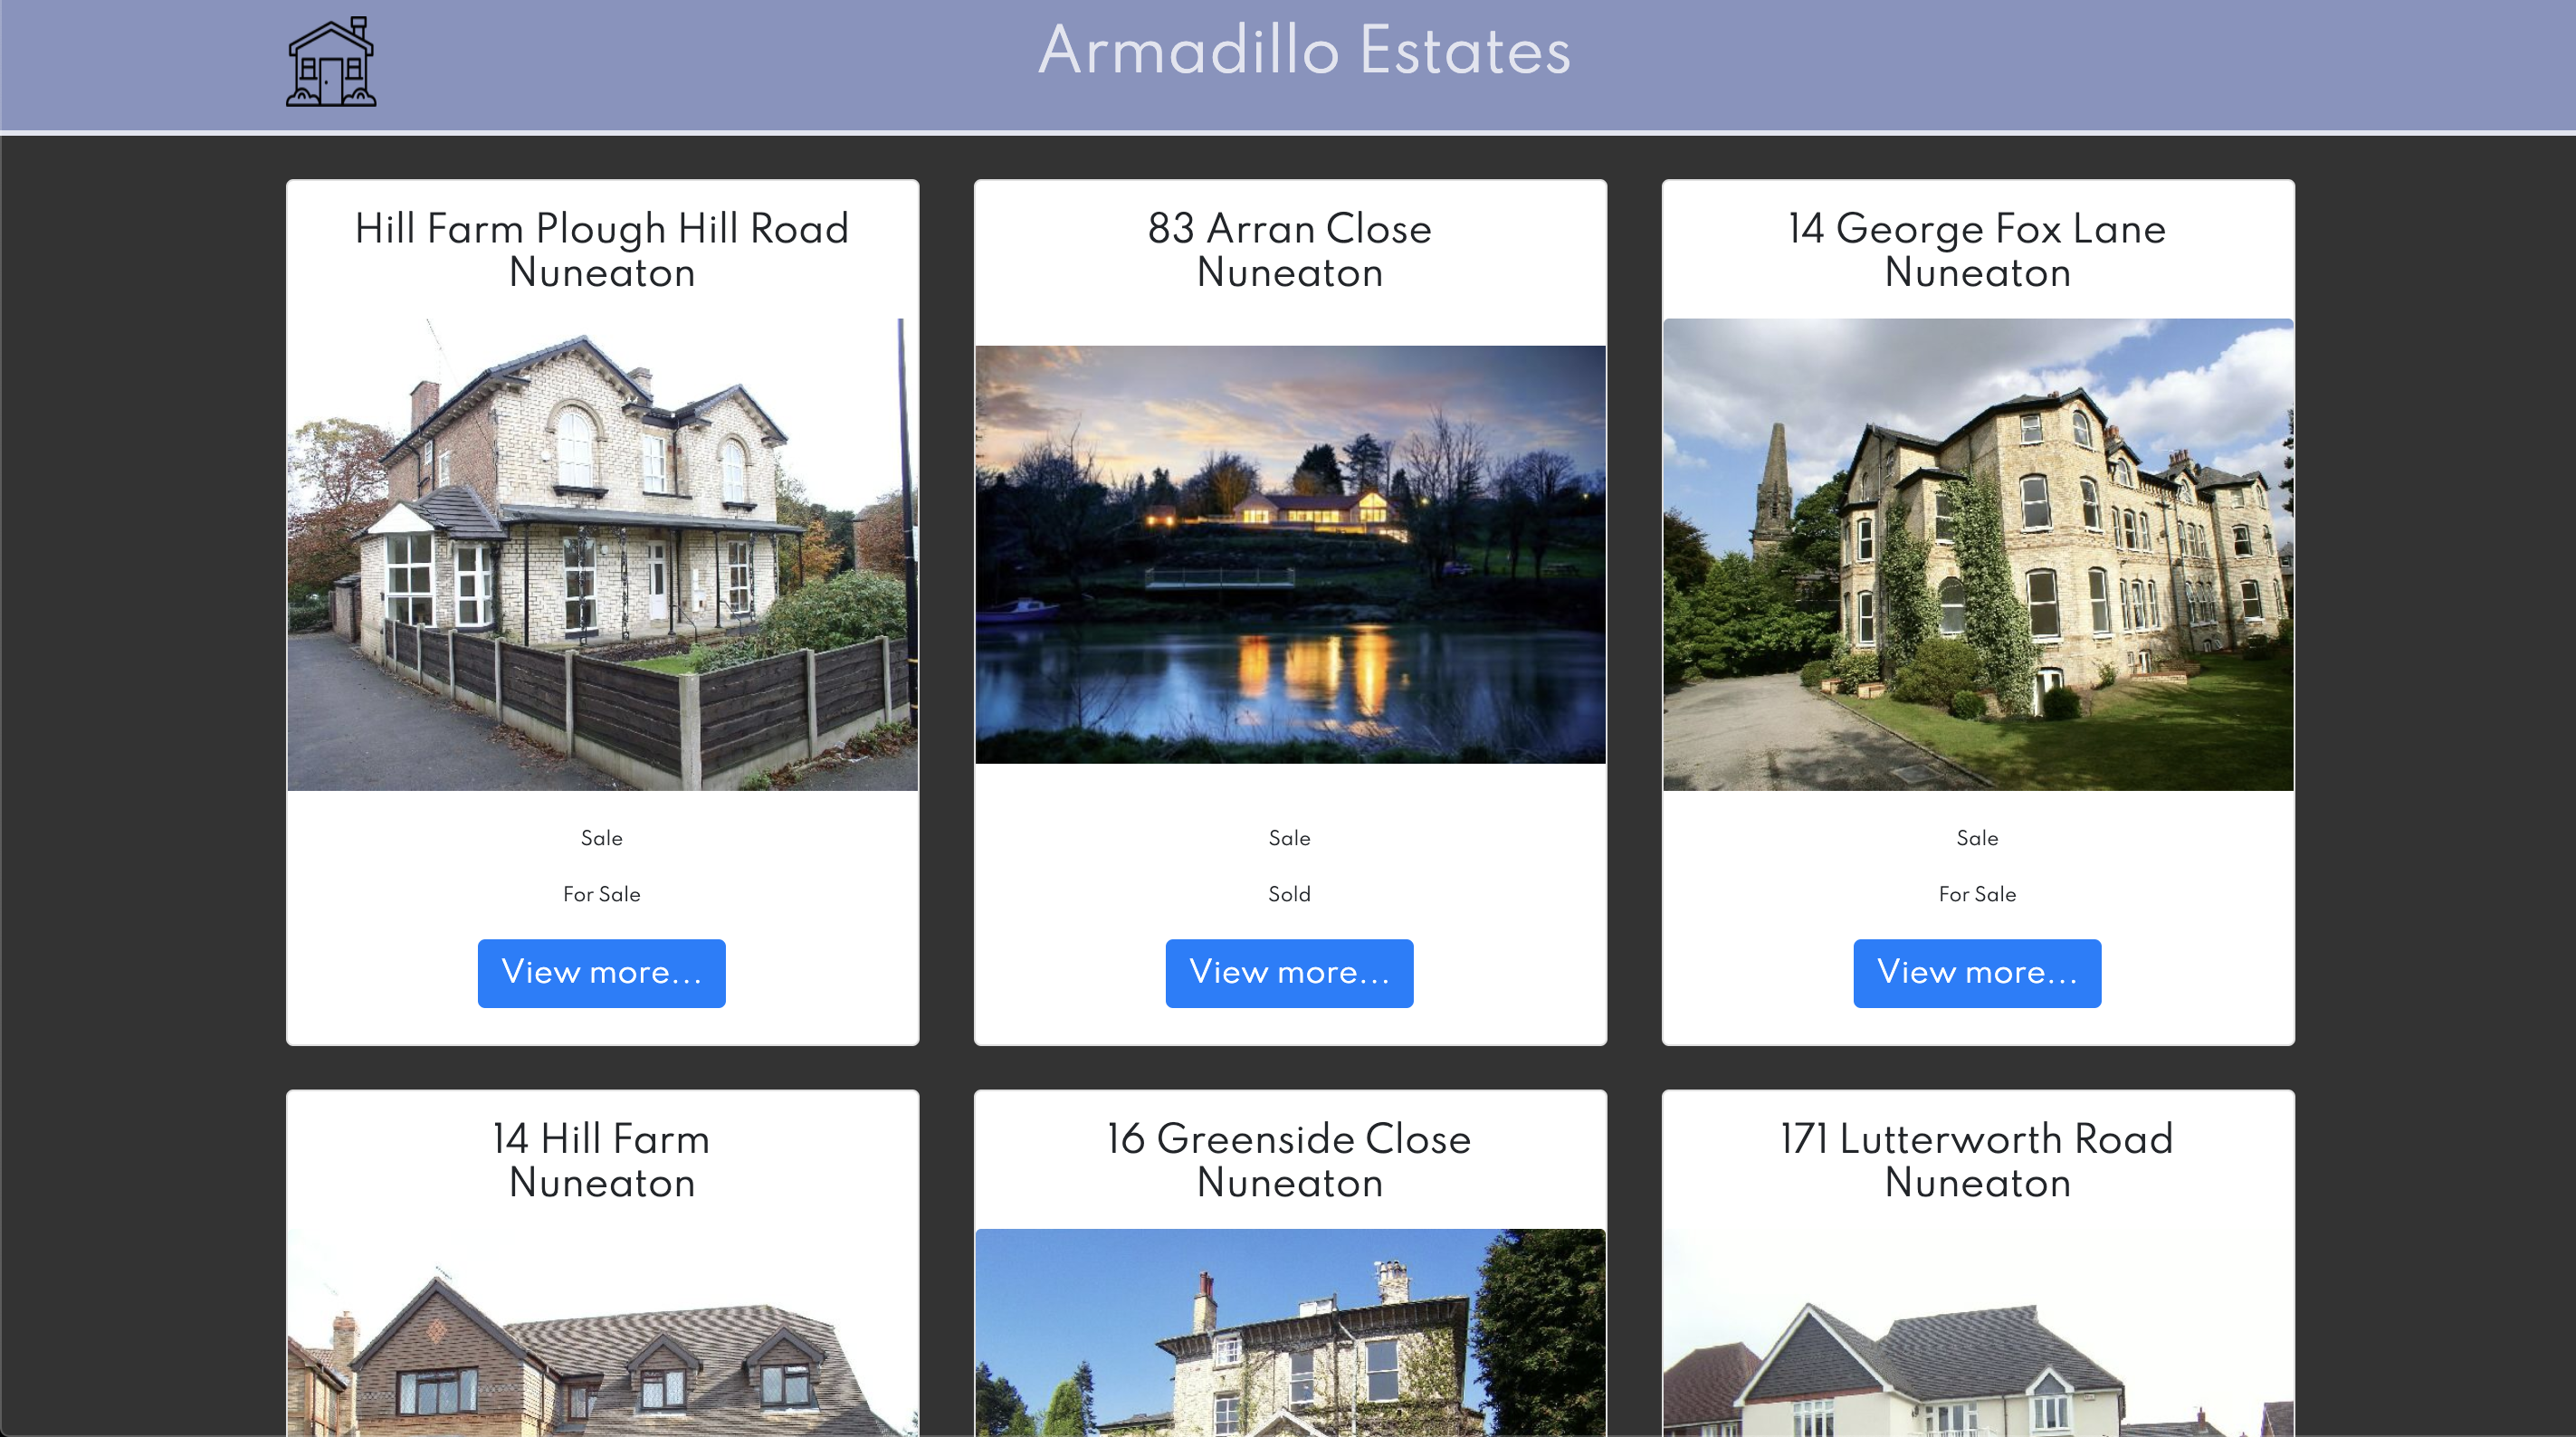 Armadillo Estates
Hill Farm Plough Hill Road
Nuneaton
83 Arran Close
Nuneaton
14 George Fox Lane
Nuneaton
Sale
For Sale
View more...
Sale
Sold
View more...
Sale
For Sale
View more...
14 Hill Farm
Nuneaton
16 Greenside Close
Nuneaton
171 Lutterworth Road
Nuneaton